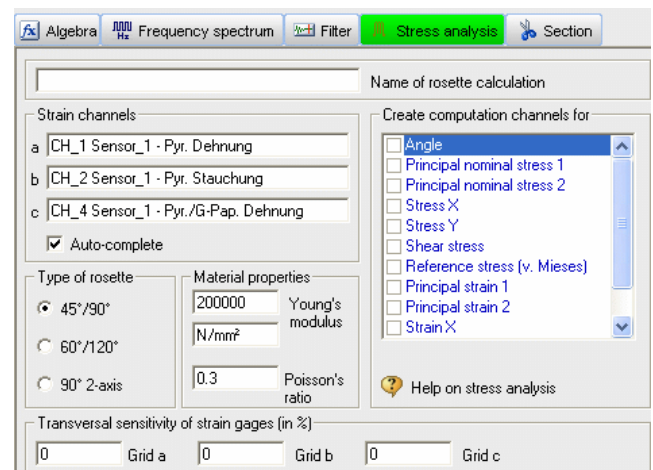 fx Algebra Hz Frequency spectrum Filter Stress analysis Section
Name of rosette calculation
Strain channels
a CH_1 Sensor_1 - Pyr. Dehnung
b CH_2 Sensor_1 - Pyr. Stauchung
c CH_4 Sensor_1 - Pyr./G-Pap. Dehnung
Auto-complete
Create computation channels for
Angle
Principal nominal stress 1
Principal nominal stress 2
Stress X
Stress Y
Shear stress
Reference stress (v. Mieses)
Principal strain 1
Principal strain 2
Strain X
Type of rosette
45°/90°
60°/120°
90° 2-axis
Material properties
200000 Young's
modulus
N/mm²
0.3 Poisson's
ratio
Help on stress analysis
Transversal sensitivity of strain gages (in %)
0 Grid a 0 Grid b 0 Grid c